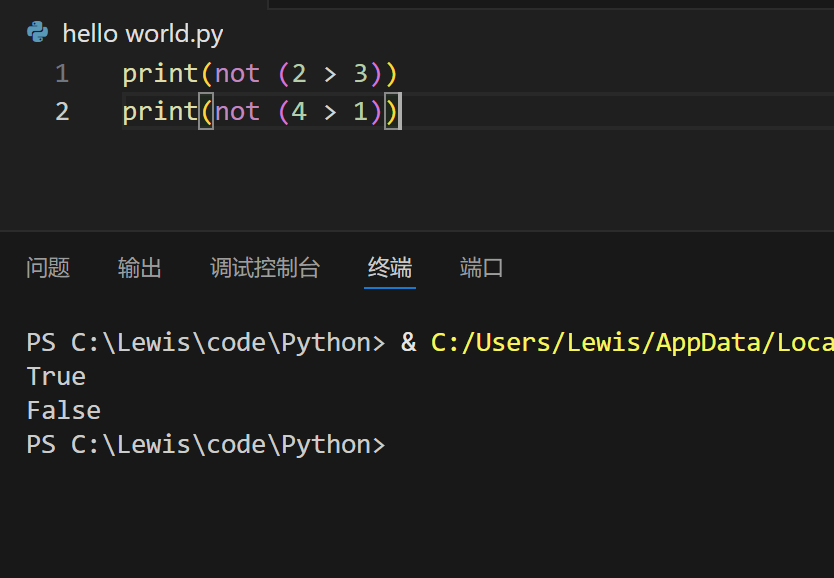 hello world.py
1 print(not (2 > 3))
2 print(not (4 > 1))
问题 输出 调试控制台 终端 端口
PS C:\Lewis\code\Python> & C:/Users/Lewis/AppData/Loca
True
False
PS C:\Lewis\code\Python>